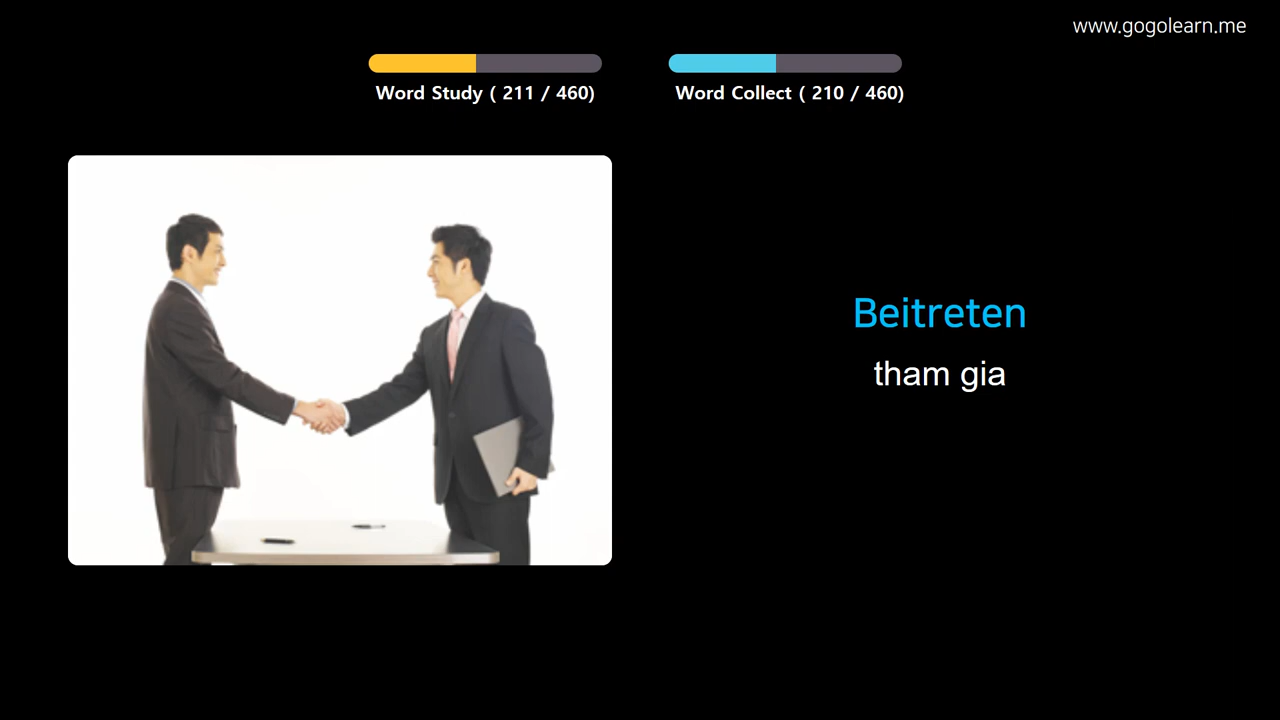 www.gogolearn.me
Word Study ( 211 / 460)
Word Collect ( 210 / 460)
Beitreten
tham gia